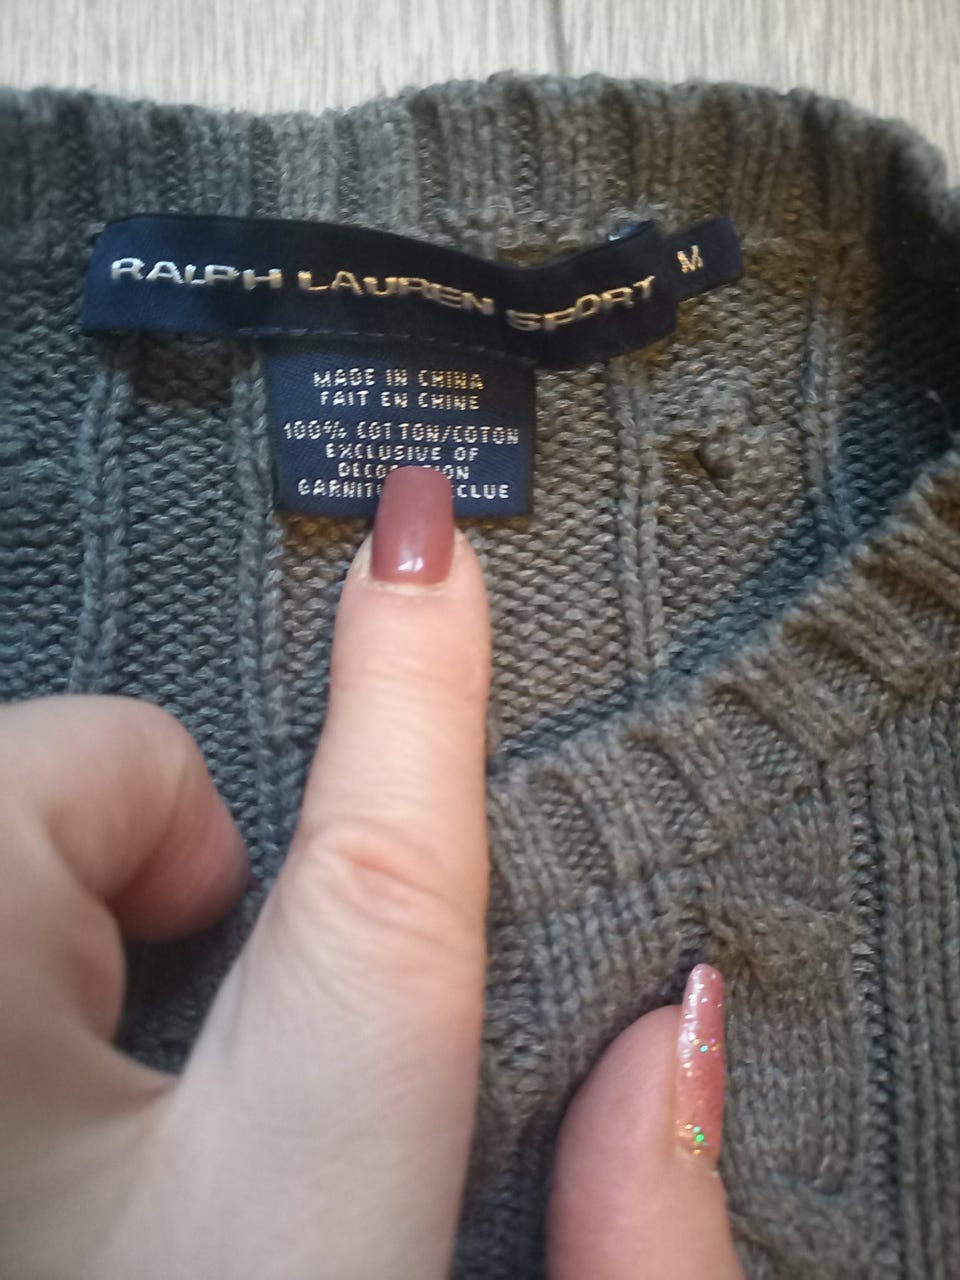 RALPH LAUREN SPORT
M
MADE IN CHINA
FAIT EN CHINE
100% COTTON/COTON
EXCLUSIVE OF